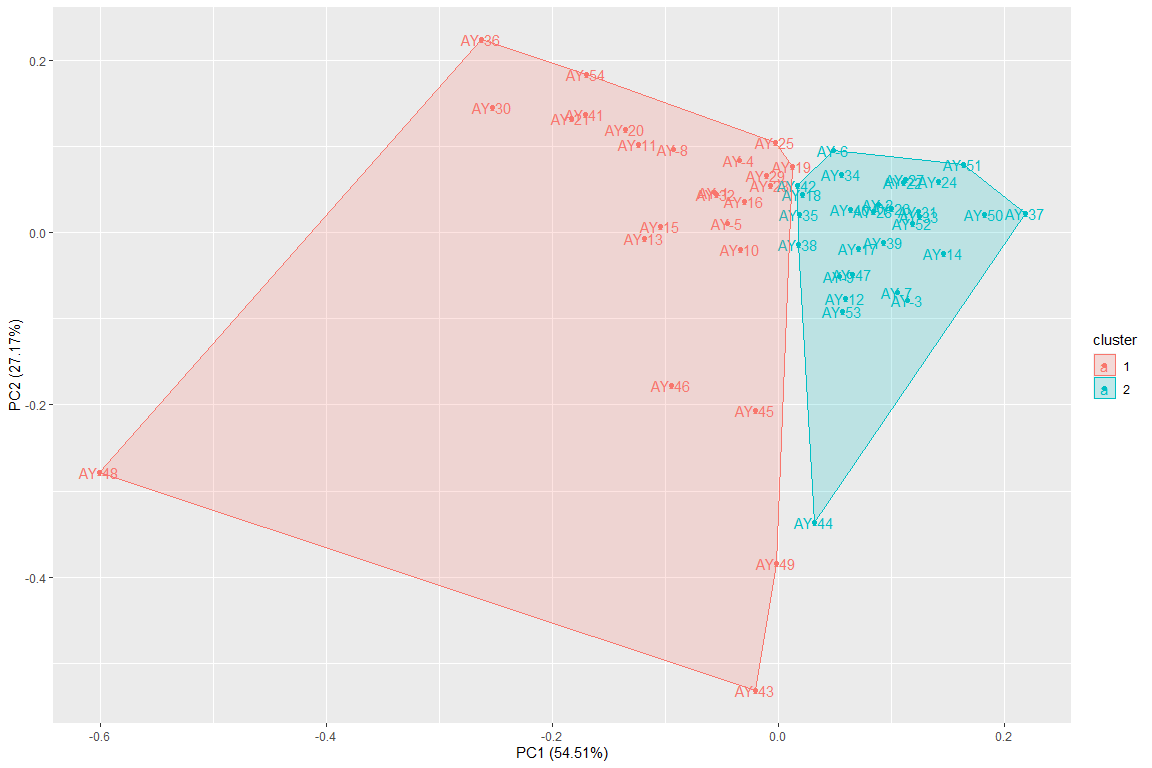 0.2
0.0
-0.2
-0.4
PC2 (27.17%)
AY-36
AY-54
AY-30
AY-41
AY-21
AY-20
AY-11
AY-8
AY-25
AY-4
AY-19
AY-29
AY-32
AY-16
AY-5
AY-15
AY-13
AY-10
AY-46
AY-45
AY-48
AY-49
AY-43
AY-6
AY-51
AY-34
AY-42
AY-18
AY-27
AY-22
AY-24
AY-2
AY-40
AY-35
AY-50
AY-37
AY-52
AY-38
AY-39
AY-17
AY-14
AY-9
AY-47
AY-7
AY-3
AY-12
AY-53
AY-44
-0.6
-0.4
-0.2
0.0
0.2
PC1 (54.51%)
cluster
a 1
a 2